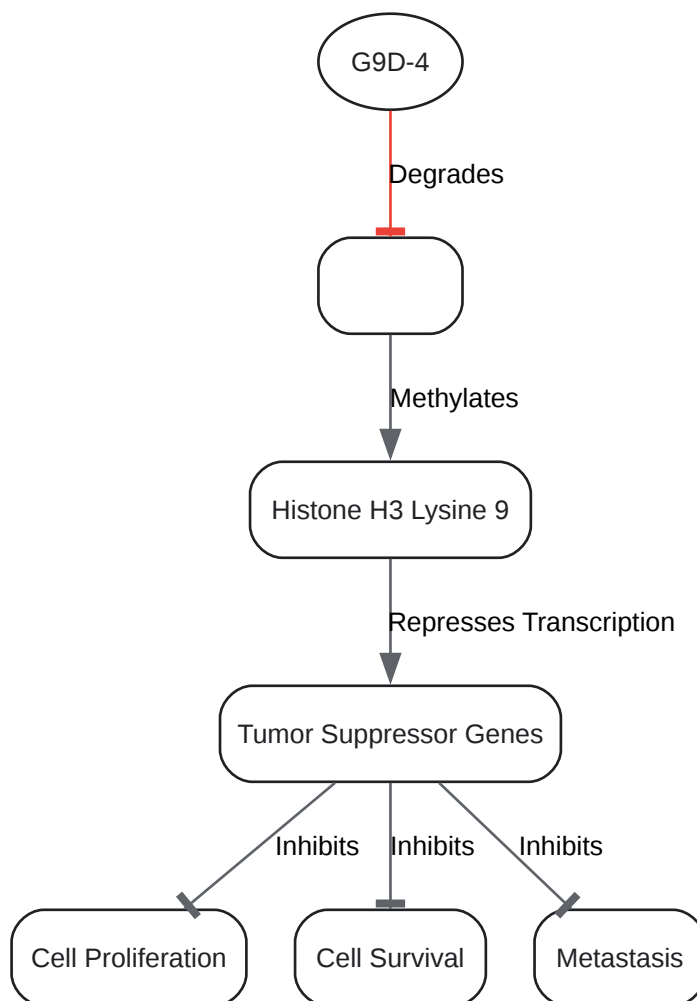 G9D-4
Degrades
Methylates
Histone H3 Lysine 9
Represses Transcription
Tumor Suppressor Genes
Inhibits Inhibits Inhibits
Cell Proliferation Cell Survival Metastasis